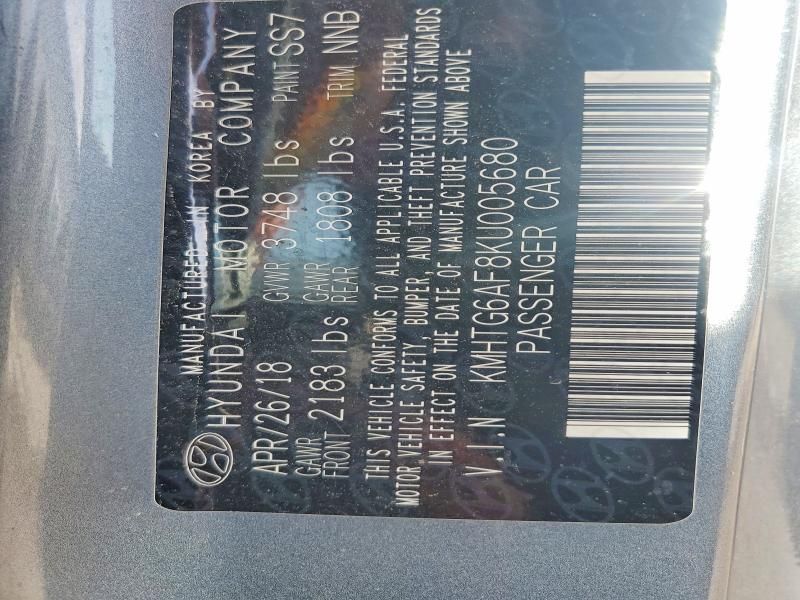 MANUFACTURED IN KOREA BY
HYUNDAI MOTOR COMPANY
APR/26/18 GVWR 3748 lbs PAINT SS7
GAWR FRONT 2183 lbs GAWR REAR 1808 lbs TRIM NNB
THIS VEHICLE CONFORMS TO ALL APPLICABLE U.S.A. FEDERAL
MOTOR VEHICLE SAFETY, BUMPER, AND THEFT PREVENTION STANDARDS
IN EFFECT ON THE DATE OF MANUFACTURE SHOWN ABOVE
V.I.N KMHTG6AF8KU005680
PASSENGER CAR